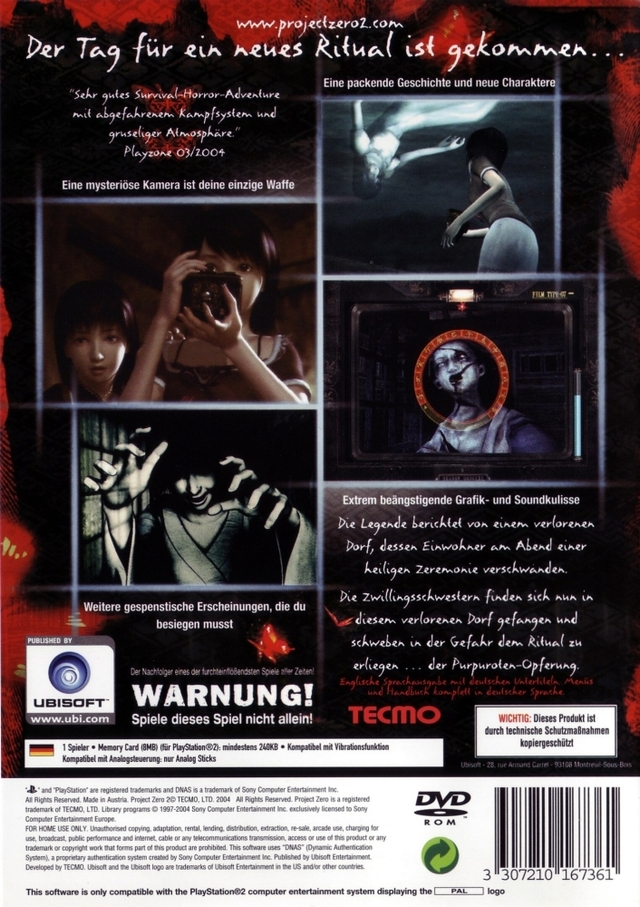 www.projectzero2.com
Der Tag für ein neues Ritual ist gekommen...
"Sehr gutes Survival-Horror-Adventure
mit abgefahrenem Kampfsystem und
gruseliger Atmosphäre."
Playzone 03/2004
Eine packende Geschichte und neue Charaktere
Eine mysteriöse Kamera ist deine einzige Waffe
FILM TYPE-07
Extrem beängstigende Grafik- und Soundkulisse
Die Legende berichtet von einem verlorenen
Dorf, dessen Einwohner am Abend einer
heiligen Zeremonie verschwanden.
Die Zwillingsschwestern finden sich nun in
diesem verlorenen Dorf gefangen und
schweben in der Gefahr dem Ritual zu
erliegen ... der Purpuroten-Opferung.
Englische Sprachausgabe mit deutschen Untertiteln. Menüs
und Handbuch komplett in deutscher Sprache
Weitere gespenstische Erscheinungen, die du
besiegen musst
PUBLISHED BY
UBISOFT
www.ubi.com
Der Nachfolger eines der furchteinflößendsten Spiele aller Zeiten!
WARNUNG!
Spiele dieses Spiel nicht allein!
TECMO
WICHTIG: Dieses Produkt ist
durch technische Schutzmaßnahmen
kopiergeschützt
Ubisoft - 28, rue Armand Carrel - 93108 Montreuil-Sous-Bois
1 Spieler • Memory Card (8MB) (für PlayStation®2): mindestens 240KB • Kompatibel mit Vibrationsfunktion
Kompatibel mit Analogsteuerung: nur Analog Sticks
" " and "PlayStation" are registered trademarks and DNAS is a trademark of Sony Computer Entertainment Inc.
All Rights Reserved. Made in Austria. Project Zero 2© TECMO, LTD. 2004 All Rights Reserved. Project Zero is a registered
trademark of TECMO, LTD. Library programs © 1997-2004 Sony Computer Entertainment Inc. exclusively licensed to Sony
Computer Entertainment Europe.
FOR HOME USE ONLY. Unauthorised copying, adaptation, rental, lending, distribution, extraction, re-sale, arcade use, charging for
use, broadcast, public performance and internet, cable or any telecommunications transmission, access or use of this product or any
trademark or copyright work that forms part of this product are prohibited. This software uses "DNAS" (Dynamic Authentication
System), a proprietary authentication system created by Sony Computer Entertainment Inc. Published by Ubisoft Entertainment.
Developed by TECMO. Ubisoft and the Ubisoft logo are trademarks of Ubisoft Entertainment in the US and/or other countries.
DVD
ROM
3 307210 167361
This software is only compatible with the PlayStation®2 computer entertainment system displaying the PAL logo